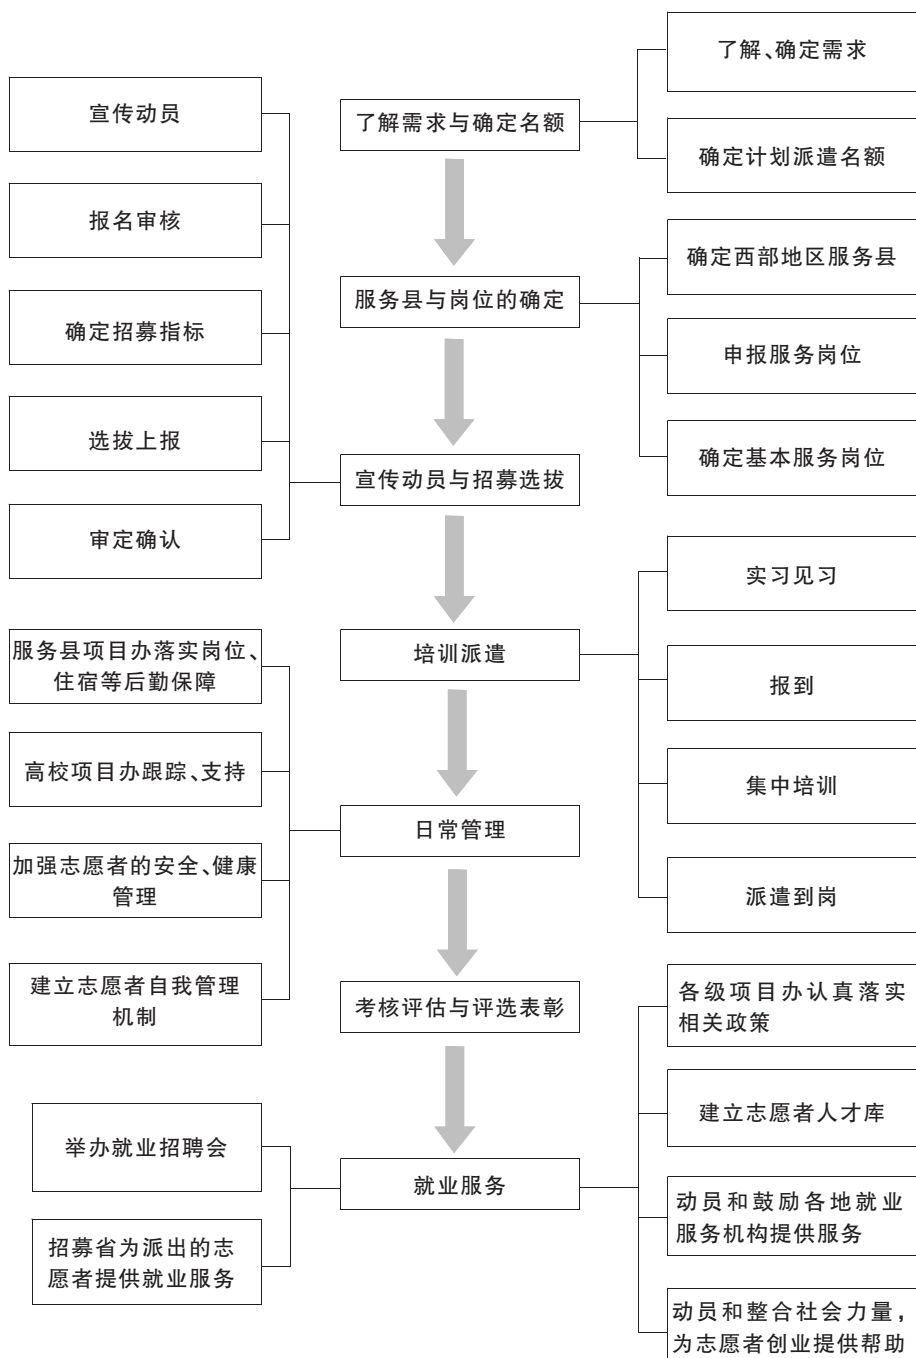 了解、确定需求
宣传动员
了解需求与确定名额
确定计划派遣名额
报名审核
确定西部地区服务县
服务县与岗位的确定
确定招募指标
申报服务岗位
选拔上报
确定基本服务岗位
宣传动员与招募选拔
审定确认
实习见习
服务县项目办落实岗位、
住宿等后勤保障
培训派遣
报到
高校项目办跟踪、支持
集中培训
日常管理
加强志愿者的安全、健康
管理
派遣到岗
建立志愿者自我管理
机制
考核评估与评选表彰
各级项目办认真落实
相关政策
建立志愿者人才库
举办就业招聘会
就业服务
动员和鼓励各地就业
服务机构提供服务
招募省为派出的志
愿者提供就业服务
动员和整合社会力量，
为志愿者创业提供帮助